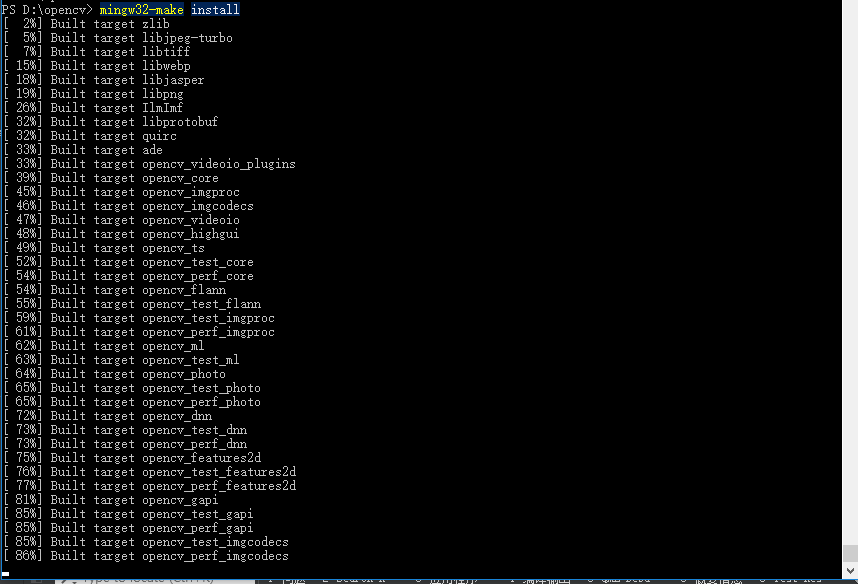 PS D:\opencv> mingw32-make install
[  2%] Built target zlib
[  5%] Built target libjpeg-turbo
[  7%] Built target libtiff
[ 15%] Built target libwebp
[ 18%] Built target libjasper
[ 19%] Built target libpng
[ 26%] Built target IlmImf
[ 32%] Built target libprotobuf
[ 32%] Built target quirc
[ 33%] Built target ade
[ 33%] Built target opencv_videoio_plugins
[ 39%] Built target opencv_core
[ 45%] Built target opencv_imgproc
[ 46%] Built target opencv_imgcodecs
[ 47%] Built target opencv_videoio
[ 48%] Built target opencv_highgui
[ 49%] Built target opencv_ts
[ 52%] Built target opencv_test_core
[ 54%] Built target opencv_perf_core
[ 54%] Built target opencv_flann
[ 55%] Built target opencv_test_flann
[ 59%] Built target opencv_test_imgproc
[ 61%] Built target opencv_perf_imgproc
[ 62%] Built target opencv_ml
[ 63%] Built target opencv_test_ml
[ 64%] Built target opencv_photo
[ 65%] Built target opencv_test_photo
[ 65%] Built target opencv_perf_photo
[ 72%] Built target opencv_dnn
[ 73%] Built target opencv_test_dnn
[ 73%] Built target opencv_perf_dnn
[ 75%] Built target opencv_features2d
[ 76%] Built target opencv_test_features2d
[ 77%] Built target opencv_perf_features2d
[ 81%] Built target opencv_gapi
[ 85%] Built target opencv_test_gapi
[ 85%] Built target opencv_perf_gapi
[ 85%] Built target opencv_test_imgcodecs
[ 86%] Built target opencv_perf_imgcodecs